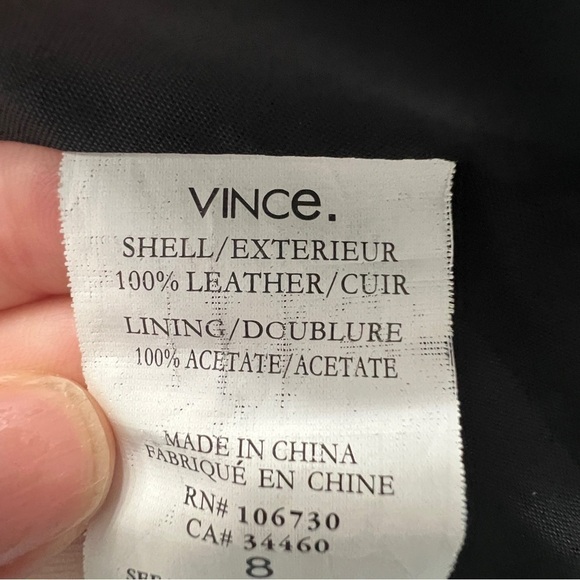 VINCe.
SHELL/EXTERIEUR
100% LEATHER/CUIR
LINING/DOUBLURE
100% ACETATE/ACETATE
MADE IN CHINA
FABRIQUÉ EN CHINE
RN# 106730
CA# 34460
8